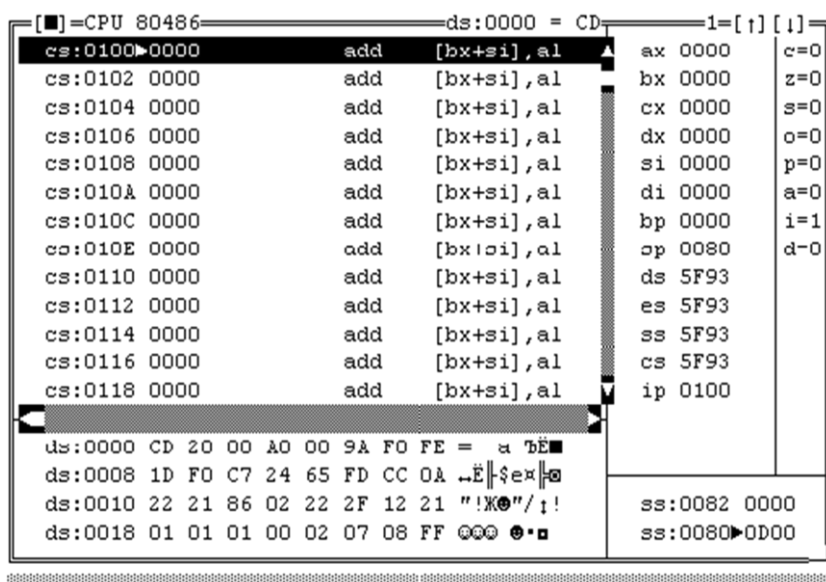 [■]=CPU 80486 ds:0000 = CD 1=[↑][↓]
cs:0100►0000 add [bx+si],al ax 0000 c=0
cs:0102 0000 add [bx+si],al bx 0000 z=0
cs:0104 0000 add [bx+si],al cx 0000 s=0
cs:0106 0000 add [bx+si],al dx 0000 o=0
cs:0108 0000 add [bx+si],al si 0000 p=0
cs:010A 0000 add [bx+si],al di 0000 a=0
cs:010C 0000 add [bx+si],al bp 0000 i=1
cs:010E 0000 add [bx+si],al sp 0080 d=0
cs:0110 0000 add [bx+si],al ds 5F93
cs:0112 0000 add [bx+si],al es 5F93
cs:0114 0000 add [bx+si],al ss 5F93
cs:0116 0000 add [bx+si],al cs 5F93
cs:0118 0000 add [bx+si],al ip 0100
ds:0000 CD 20 00 A0 00 9A F0 FE = a ЪЁ■
ds:0008 1D F0 C7 24 65 FD CC 0A ↔Ё╟$e¤╠◙
ds:0010 22 21 86 02 22 2F 12 21 "!Ж☻"/↕! ss:0082 0000
ds:0018 01 01 01 00 02 07 08 FF ☺☺☺ ☻•◘ ss:0080►0D00